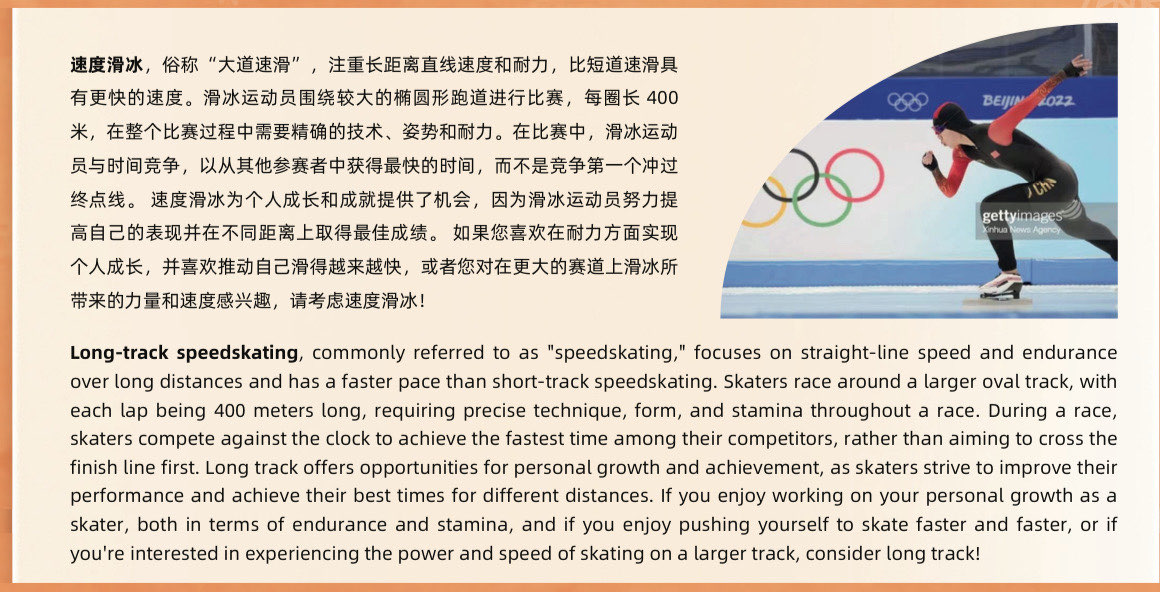 速度滑冰，俗称“大道速滑”，注重长距离直线速度和耐力，比短道速滑具
有更快的速度。滑冰运动员围绕较大的椭圆形跑道进行比赛，每圈长 400
米，在整个比赛过程中需要精确的技术、姿势和耐力。在比赛中，滑冰运动
员与时间竞争，以从其他参赛者中获得最快的时间，而不是竞争第一个冲过
终点线。 速度滑冰为个人成长和成就提供了机会，因为滑冰运动员努力提
高自己的表现并在不同距离上取得最佳成绩。 如果您喜欢在耐力方面实现
个人成长，并喜欢推动自己滑得越来越快，或者您对在更大的赛道上滑冰所
带来的力量和速度感兴趣，请考虑速度滑冰！
BEIJING 2022
CHN
gettyimages
Xinhua News Agency
Long-track speedskating, commonly referred to as "speedskating," focuses on straight-line speed and endurance
over long distances and has a faster pace than short-track speedskating. Skaters race around a larger oval track, with
each lap being 400 meters long, requiring precise technique, form, and stamina throughout a race. During a race,
skaters compete against the clock to achieve the fastest time among their competitors, rather than aiming to cross the
finish line first. Long track offers opportunities for personal growth and achievement, as skaters strive to improve their
performance and achieve their best times for different distances. If you enjoy working on your personal growth as a
skater, both in terms of endurance and stamina, and if you enjoy pushing yourself to skate faster and faster, or if
you're interested in experiencing the power and speed of skating on a larger track, consider long track!